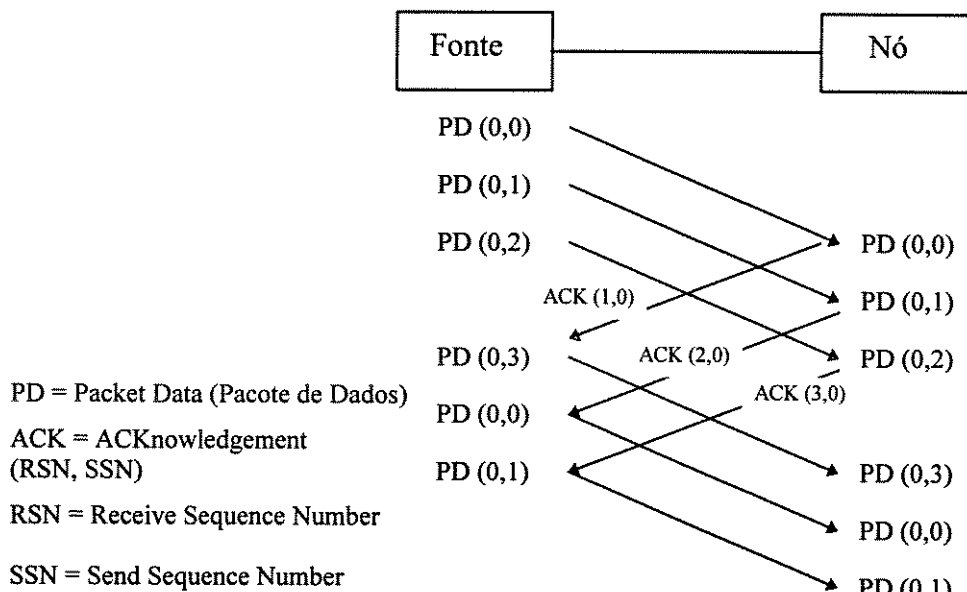 Fonte
Nó
PD (0,0)
PD (0,1)
PD (0,2)
PD (0,0)
ACK (1,0)
PD (0,1)
PD (0,3)
ACK (2,0)
PD (0,2)
PD = Packet Data (Pacote de Dados)
ACK (3,0)
PD (0,0)
ACK = ACKnowledgement
(RSN, SSN)
PD (0,1)
PD (0,3)
RSN = Receive Sequence Number
PD (0,0)
SSN = Send Sequence Number
PD (0,1)